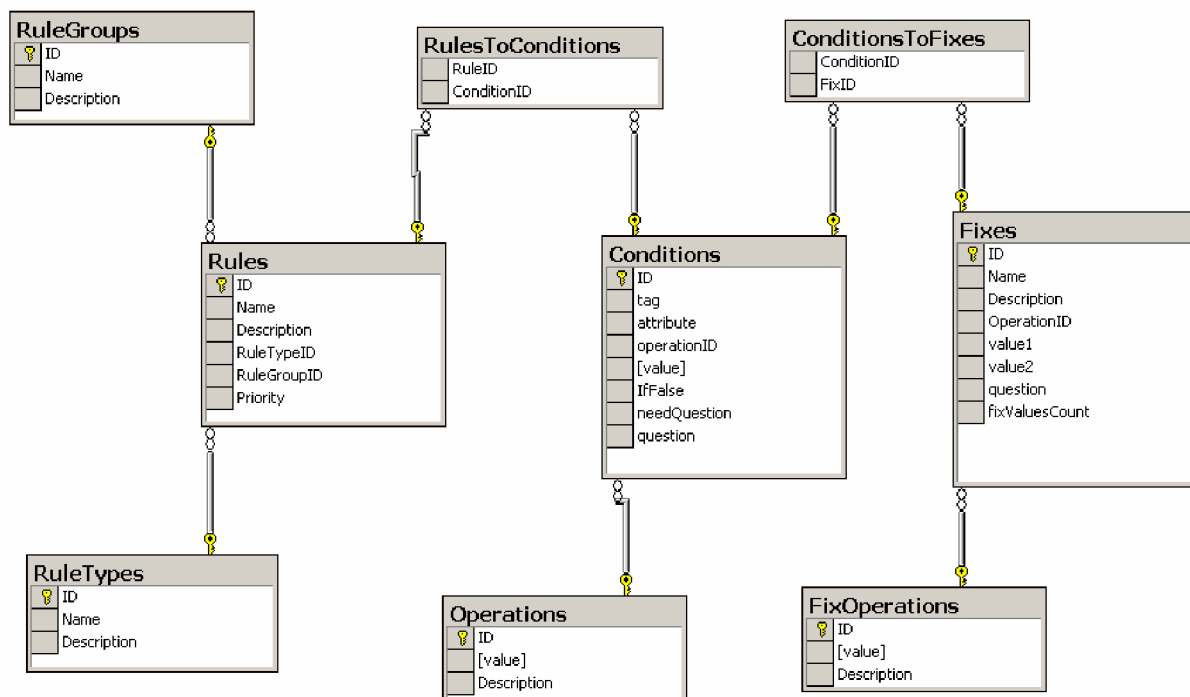 RuleGroups
ID
Name
Description
RulesToConditions
RuleID
ConditionID
ConditionsToFixes
ConditionID
FixID
Rules
ID
Name
Description
RuleTypeID
RuleGroupID
Priority
Conditions
ID
tag
attribute
operationID
[value]
IfFalse
needQuestion
question
Fixes
ID
Name
Description
OperationID
value1
value2
question
fixValuesCount
RuleTypes
ID
Name
Description
Operations
ID
[value]
Description
FixOperations
ID
[value]
Description